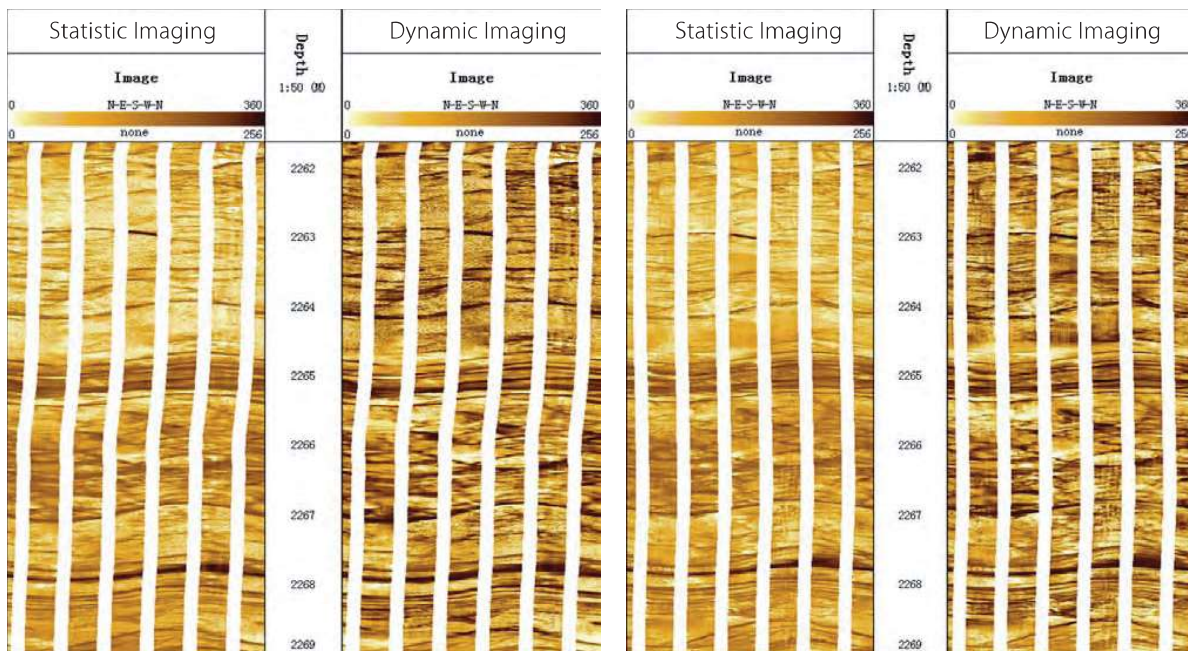 Statistic Imaging
Depth
1:50 (M)
Dynamic Imaging
Image
Image
0 N-E-S-W-N 360
0 N-E-S-W-N 360
0 none 256
0 none 256
2262
2263
2264
2265
2266
2267
2268
2269
Statistic Imaging
Depth
1:50 (M)
Dynamic Imaging
Image
Image
0 N-E-S-W-N 360
0 N-E-S-W-N 360
0 none 256
0 none 256
2262
2263
2264
2265
2266
2267
2268
2269